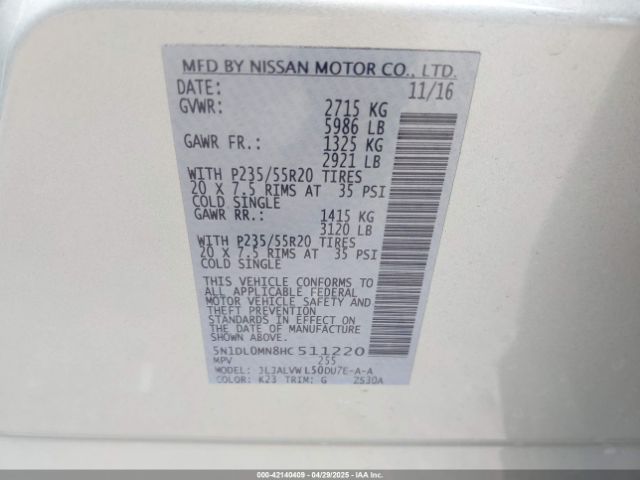 MFD BY NISSAN MOTOR CO., LTD.
DATE: 11/16
GVWR: 2715 KG
5986 LB
GAWR FR.: 1325 KG
2921 LB
WITH P235/55R20 TIRES
20 X 7.5 RIMS AT 35 PSI
COLD SINGLE
GAWR RR.: 1415 KG
3120 LB
WITH P235/55R20 TIRES
20 X 7.5 RIMS AT 35 PSI
COLD SINGLE
THIS VEHICLE CONFORMS TO
ALL APPLICABLE FEDERAL
MOTOR VEHICLE SAFETY AND
THEFT PREVENTION
STANDARDS IN EFFECT ON
THE DATE OF MANUFACTURE
SHOWN ABOVE.
5N1DL0MN8HC 511220
MPV 255
MODEL: JLJALVW L50DU7E-A-A
COLOR: K23 TRIM: G ZS30A
000-42140409 - 04/29/2025 - IAAI.COM